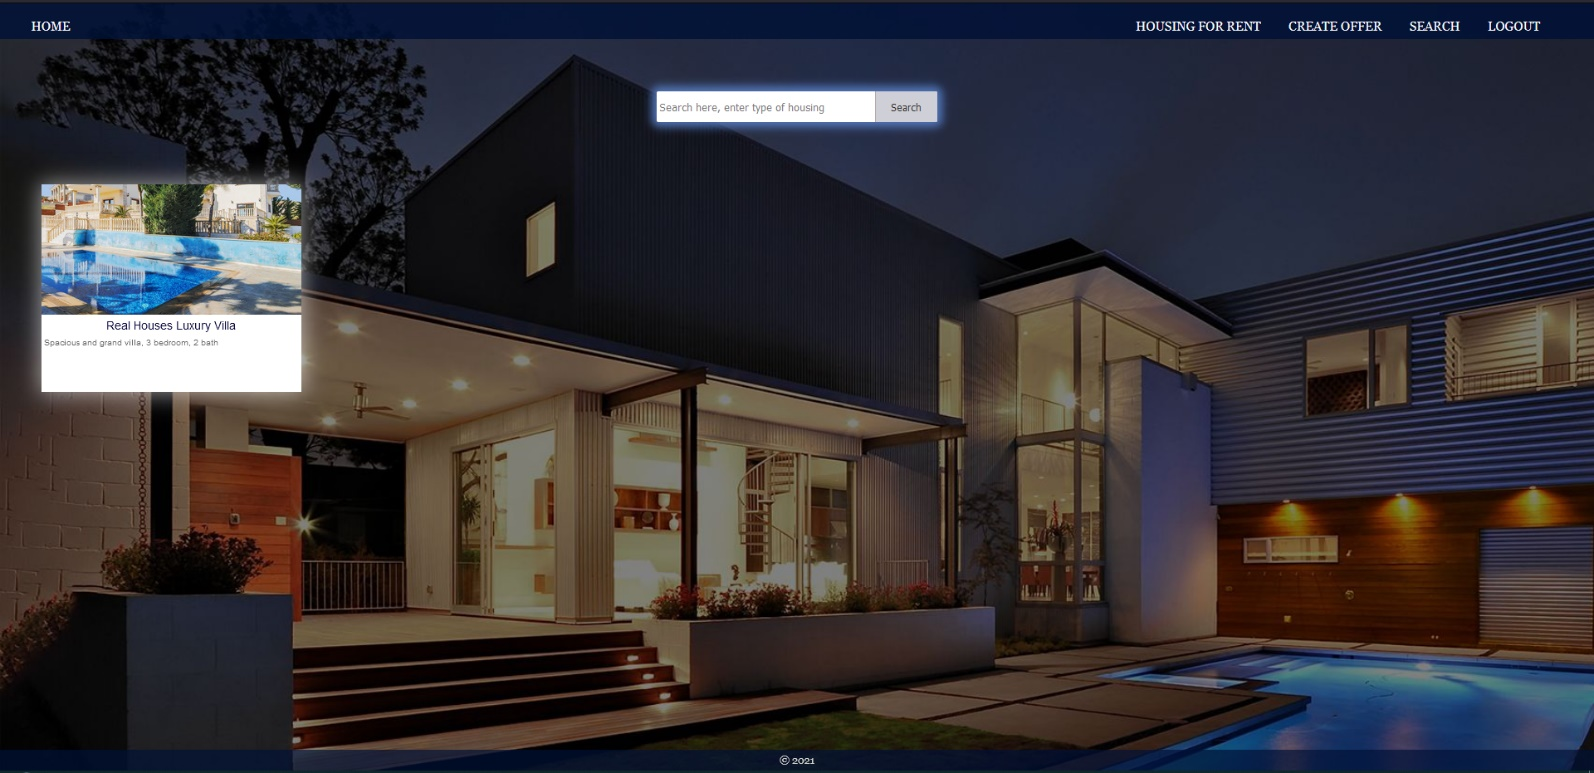 HOME HOUSING FOR RENT CREATE OFFER SEARCH LOGOUT
Search here, enter type of housing Search
Real Houses Luxury Villa
Spacious and grand villa, 3 bedroom, 2 bath
© 2021